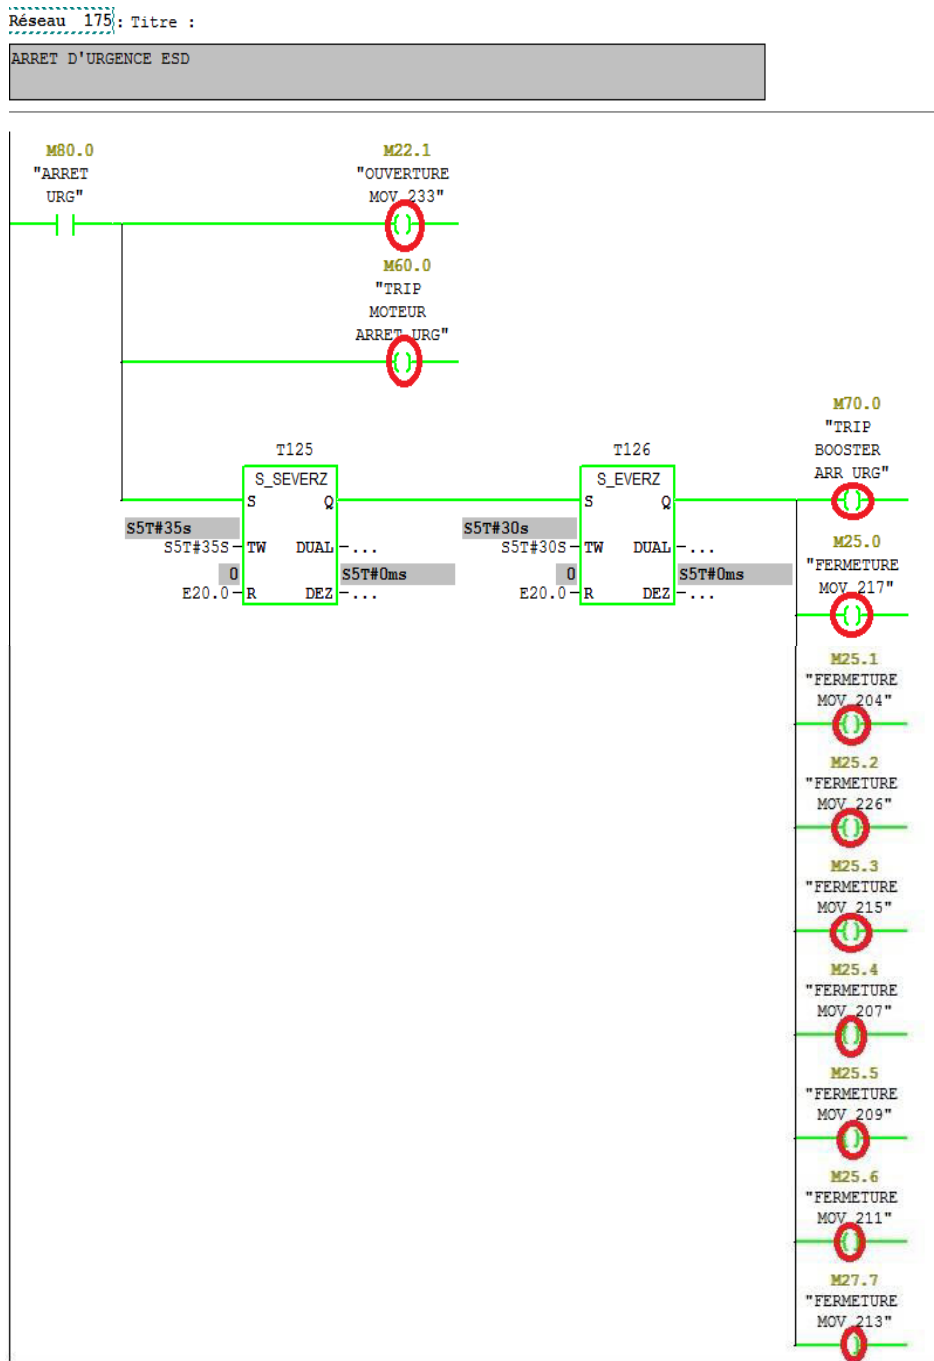 Réseau 175: Titre :
ARRET D'URGENCE ESD
M80.0
"ARRET
URG"
M22.1
"OUVERTURE
MOV_233"
M60.0
"TRIP
MOTEUR
ARRET_URG"
T125
S_SEVERZ
S Q
S5T#35s
S5T#35S TW DUAL ...
0 S5T#0ms
E20.0 R DEZ ...
T126
S_EVERZ
S Q
S5T#30s
S5T#30S TW DUAL ...
0 S5T#0ms
E20.0 R DEZ ...
M70.0
"TRIP
BOOSTER
ARR_URG"
M25.0
"FERMETURE
MOV_217"
M25.1
"FERMETURE
MOV_204"
M25.2
"FERMETURE
MOV_226"
M25.3
"FERMETURE
MOV_215"
M25.4
"FERMETURE
MOV_207"
M25.5
"FERMETURE
MOV_209"
M25.6
"FERMETURE
MOV_211"
M27.7
"FERMETURE
MOV_213"